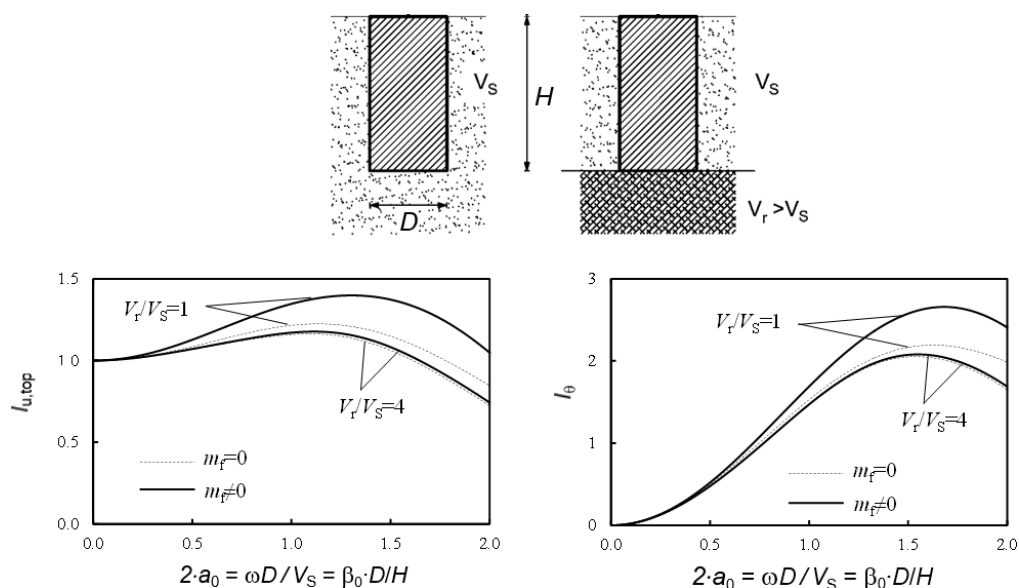 V_S
H
V_S
D
V_r >V_S
1.5
V_r/V_S=1
1.0
I_u,top
V_r/V_S=4
0.5
m_f=0
m_f≠0
0.0
0.0 0.5 1.0 1.5 2.0
2·a_0 = ωD / V_S = β_0·D/H
3
V_r/V_S=1
2
I_θ
V_r/V_S=4
1
m_f=0
m_f≠0
0
0.0 0.5 1.0 1.5 2.0
2·a_0 = ωD / V_S = β_0·D/H